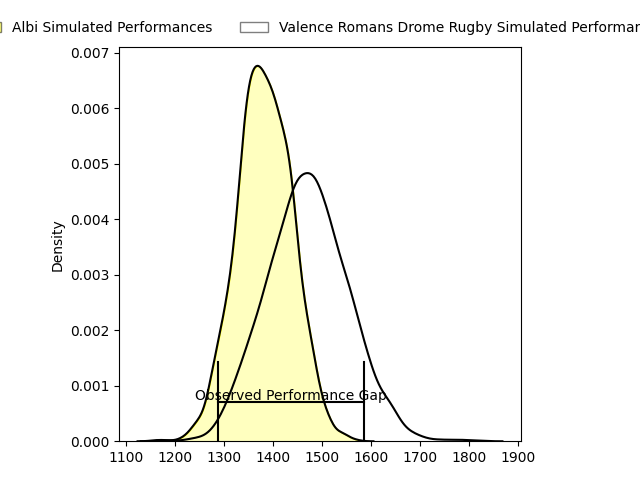 Albi Simulated Performances
Valence Romans Drome Rugby Simulated Performan
0.007
0.006
0.005
0.004
0.003
0.002
0.001
0.000
Density
Observed Performance Gap
1100 1200 1300 1400 1500 1600 1700 1800 1900